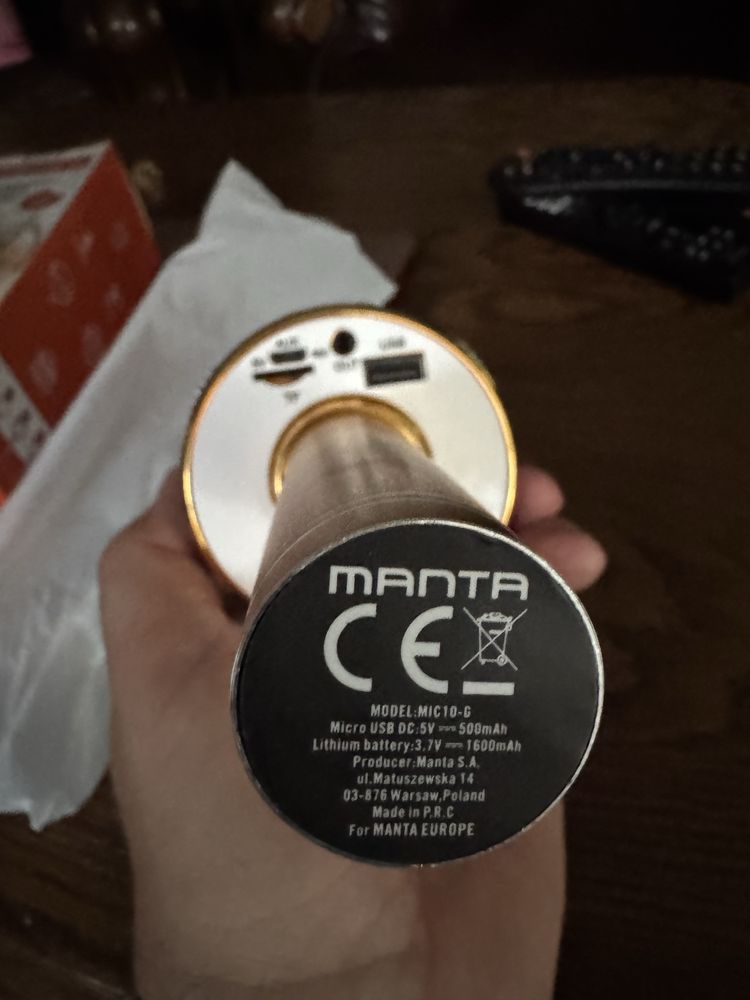 USB
MANTA
CE
MODEL:MIC10-G
Micro USB DC:5V ⎓ 500mAh
Lithium battery:3.7V ⎓ 1600mAh
Producer:Manta S.A.
ul.Matuszewska 14
03-876 Warsaw,Poland
Made in P.R.C
For MANTA EUROPE